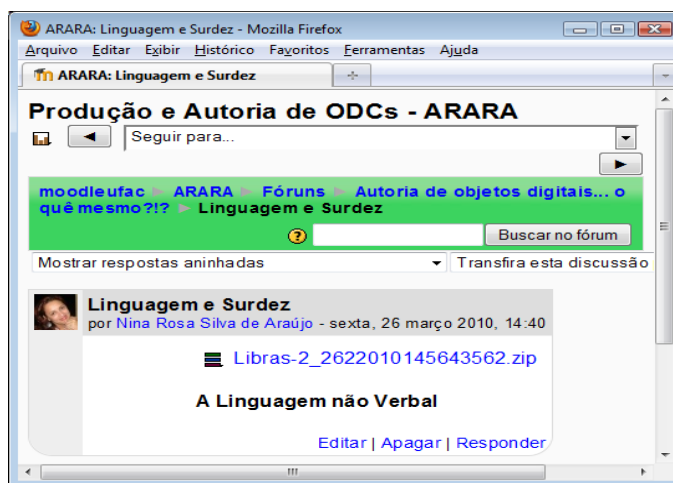 ARARA: Linguagem e Surdez - Mozilla Firefox
Arquivo Editar Exibir Histórico Favoritos Ferramentas Ajuda
ARARA: Linguagem e Surdez
Produção e Autoria de ODCs - ARARA
Seguir para...
moodleufac ► ARARA ► Fóruns ► Autoria de objetos digitais... o
quê mesmo?!? ► Linguagem e Surdez
Buscar no fórum
Mostrar respostas aninhadas Transfira esta discussão
Linguagem e Surdez
por Nina Rosa Silva de Araújo - sexta, 26 março 2010, 14:40
Libras-2_2622010145643562.zip
A Linguagem não Verbal
Editar | Apagar | Responder